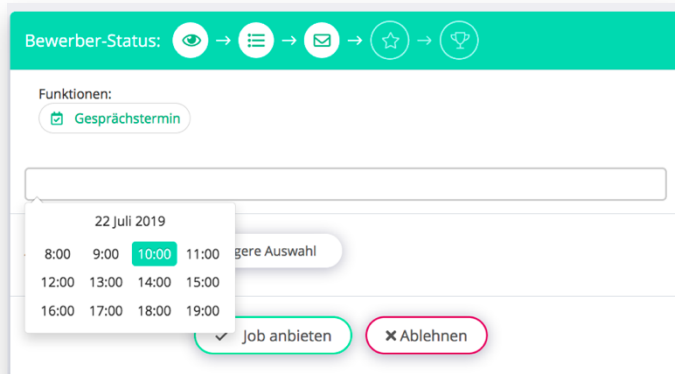 Bewerber-Status:
Funktionen:
Gesprächstermin
22 Juli 2019
8:00 9:00 10:00 11:00
12:00 13:00 14:00 15:00
16:00 17:00 18:00 19:00
gere Auswahl
Job anbieten
Ablehnen